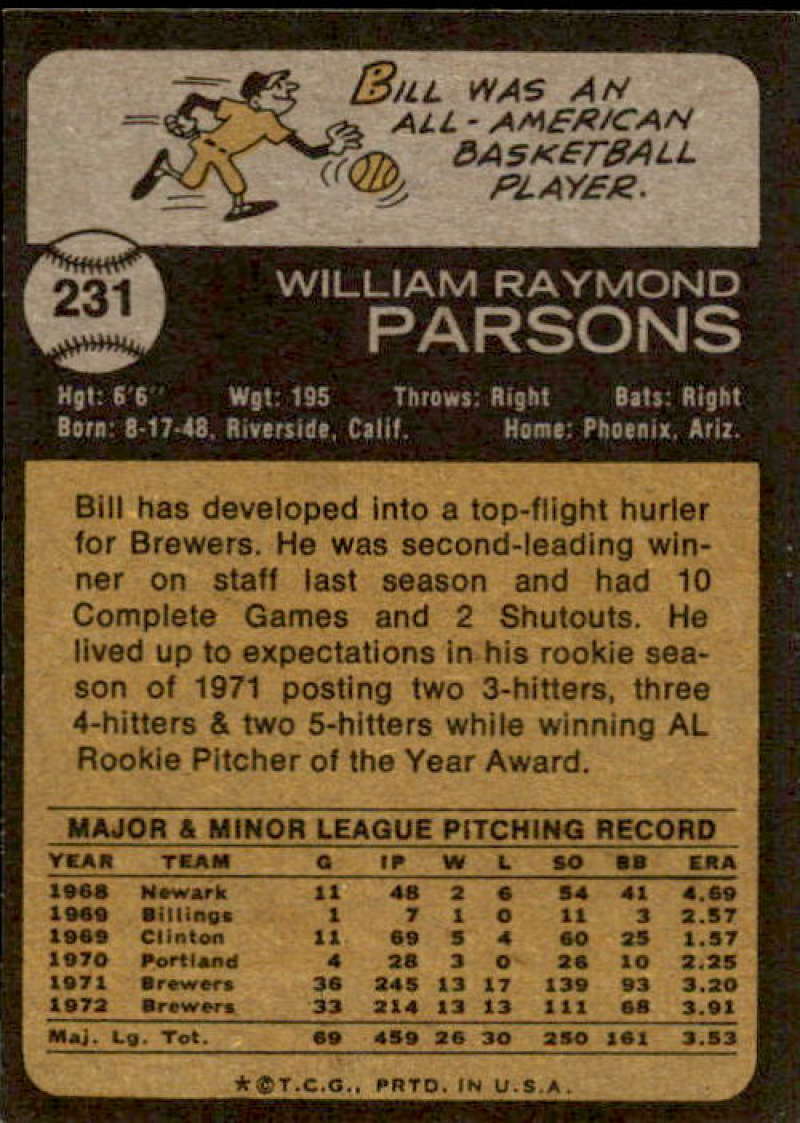 BILL WAS AN
ALL-AMERICAN
BASKETBALL
PLAYER.
231
WILLIAM RAYMOND
PARSONS
Hgt: 6'6" Wgt: 195 Throws: Right Bats: Right
Born: 8-17-48, Riverside, Calif. Home: Phoenix, Ariz.
Bill has developed into a top-flight hurler
for Brewers. He was second-leading win-
ner on staff last season and had 10
Complete Games and 2 Shutouts. He
lived up to expectations in his rookie sea-
son of 1971 posting two 3-hitters, three
4-hitters & two 5-hitters while winning AL
Rookie Pitcher of the Year Award.
MAJOR & MINOR LEAGUE PITCHING RECORD
YEAR TEAM G IP W L SO BB ERA
1968 Newark 11 48 2 6 54 41 4.69
1969 Billings 1 7 1 0 11 3 2.57
1969 Clinton 11 69 5 4 60 25 1.57
1970 Portland 4 28 3 0 26 10 2.25
1971 Brewers 36 245 13 17 139 93 3.20
1972 Brewers 33 214 13 13 111 68 3.91
Maj. Lg. Tot. 69 459 26 30 250 161 3.53
*©T.C.G., PRTD. IN U.S.A.